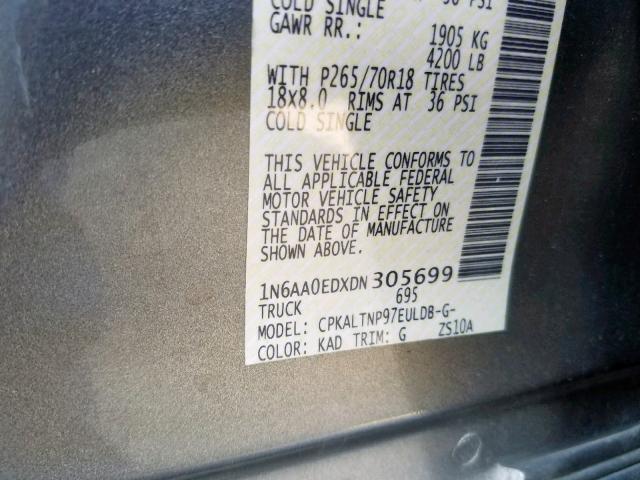 COLD SINGLE
GAWR RR.: 1905 KG
4200 LB
WITH P265/70R18 TIRES
18X8.0 RIMS AT 36 PSI
COLD SINGLE
THIS VEHICLE CONFORMS TO
ALL APPLICABLE FEDERAL
MOTOR VEHICLE SAFETY
STANDARDS IN EFFECT ON
THE DATE OF MANUFACTURE
SHOWN ABOVE.
1N6AA0EDXDN305699
TRUCK 695
MODEL: CPKALTNP97EULDB-G-
COLOR: KAD TRIM: G ZS10A